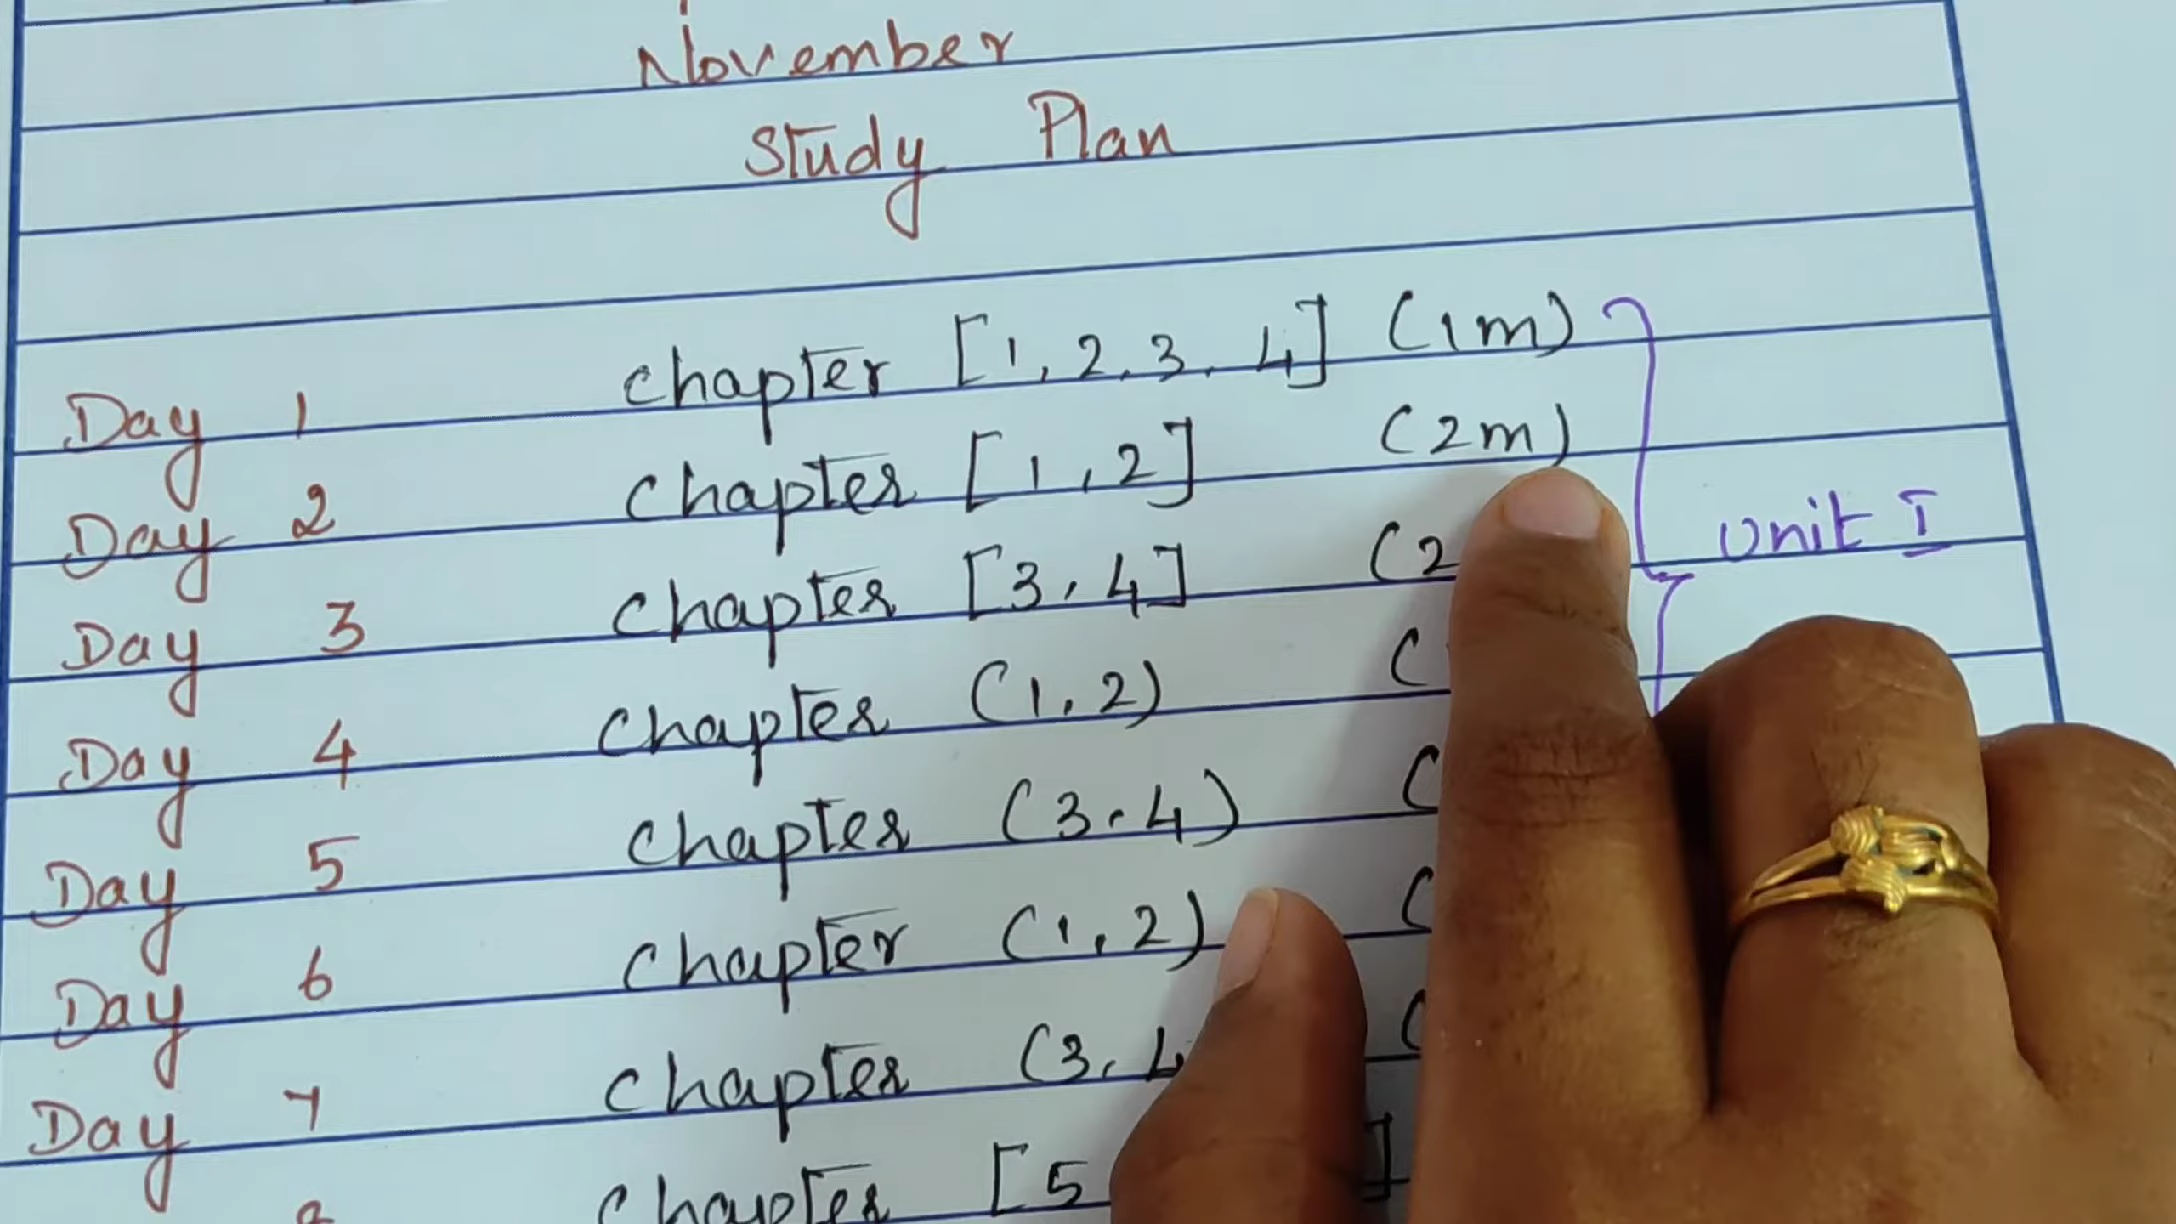 November
Study Plan
Day 1 chapter [1, 2, 3, 4] (1m)
Day 2 chapter [1, 2] (2m)
Unit I
Day 3 chapter [3, 4] (2
Day 4 chapter (1, 2) (
Day 5 chapter (3, 4) (
Day 6 chapter (1, 2) (
Day 7 chapter (3, 4 (
chapter [5 ]